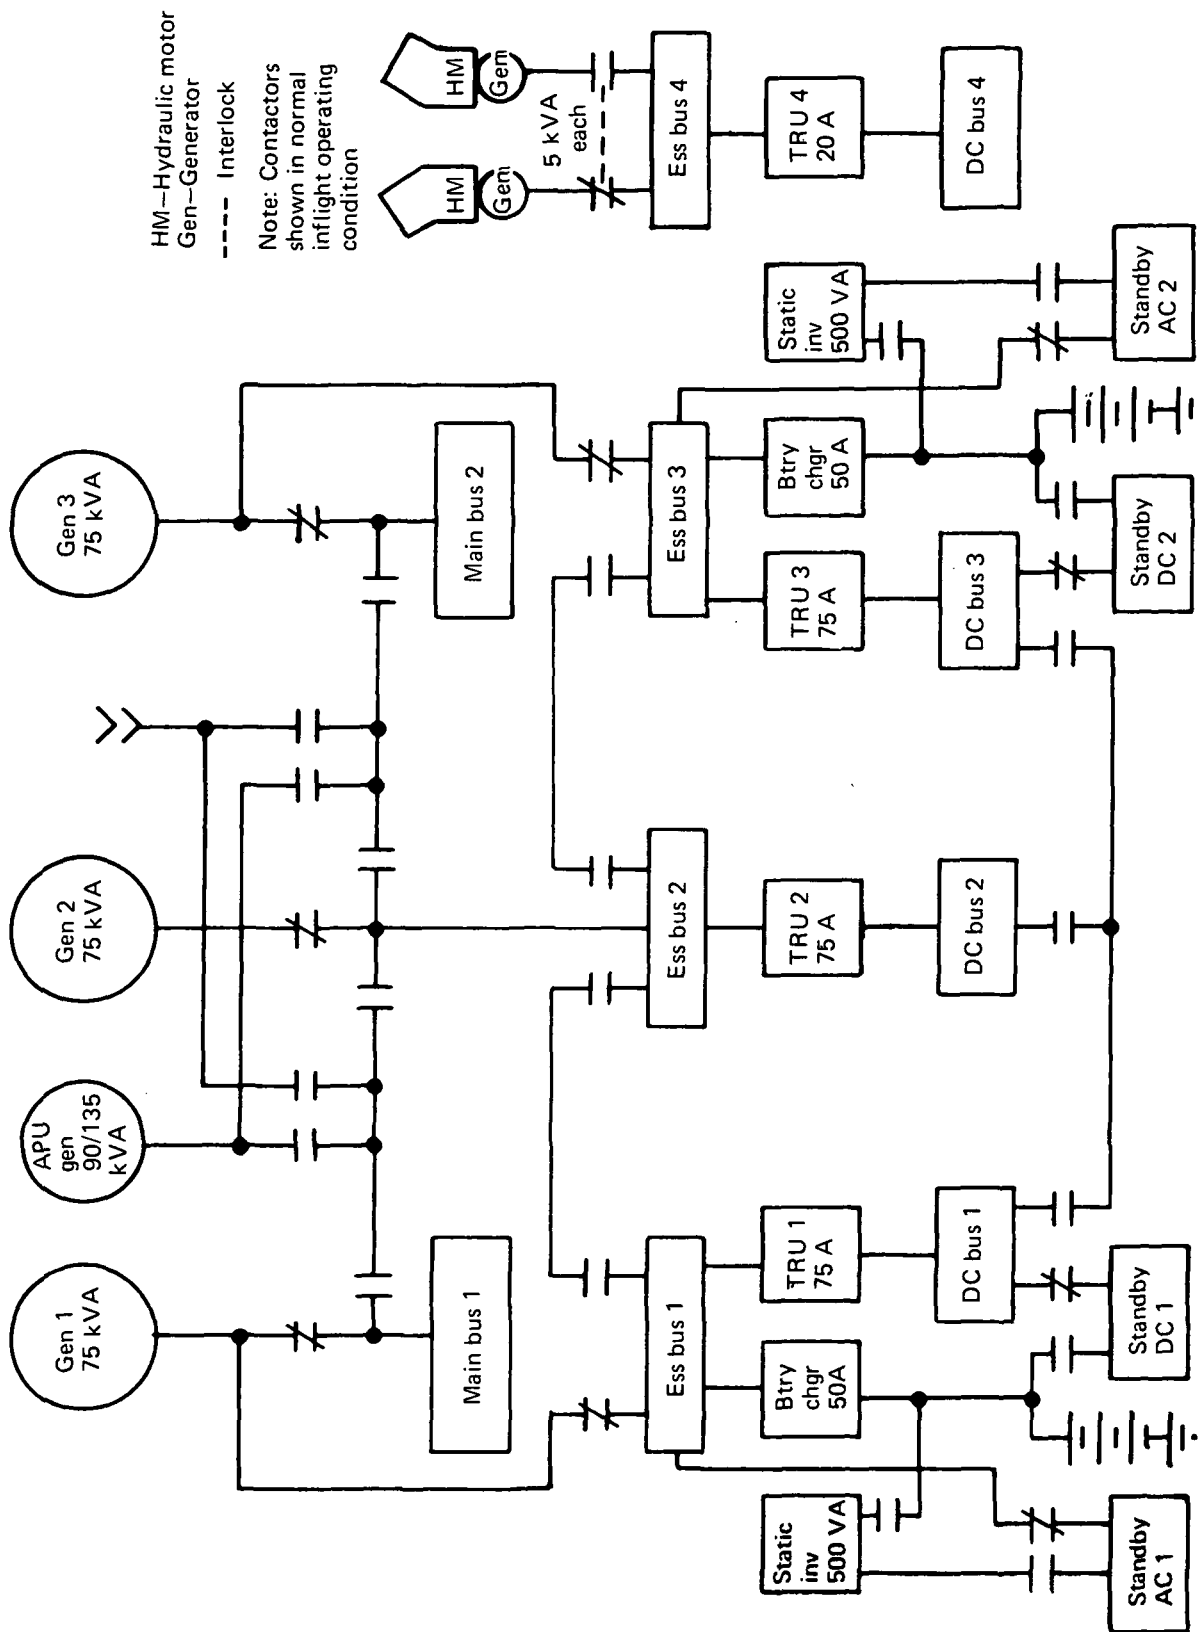 HM—Hydraulic motor
Gen—Generator
---- Interlock
Note: Contactors
shown in normal
inflight operating
condition
Gen 1
75 kVA
APU
gen
90/135
kVA
Gen 2
75 kVA
Gen 3
75 kVA
HM
Gem
HM
Gem
5 kVA
each
Main bus 1
Main bus 2
Ess bus 1
Ess bus 2
Ess bus 3
Ess bus 4
Static
inv
500 VA
Btry
chgr
50A
TRU 1
75 A
TRU 2
75 A
TRU 3
75 A
Btry
chgr
50 A
Static
inv
500 VA
TRU 4
20 A
DC bus 1
DC bus 2
DC bus 3
DC bus 4
Standby
AC 1
Standby
DC 1
Standby
DC 2
Standby
AC 2